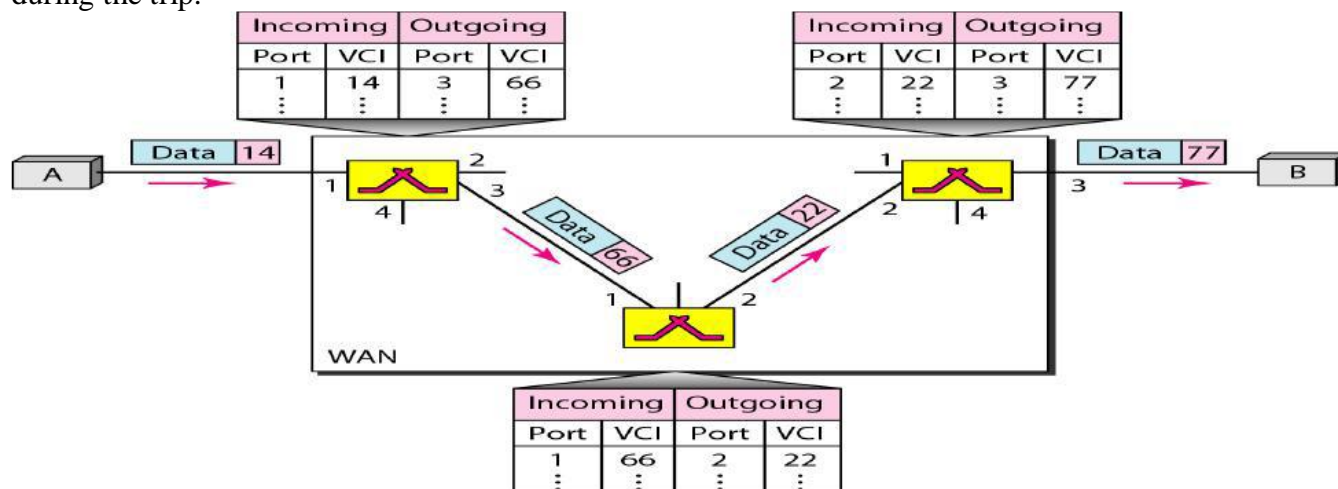 during the trip.
Incoming Outgoing
Port VCI Port VCI
1 14 3 66
⋮ ⋮ ⋮ ⋮
Incoming Outgoing
Port VCI Port VCI
2 22 3 77
⋮ ⋮ ⋮ ⋮
A
Data 14
1
2
3
4
Data 66
1
2
Data 22
1
2
3
4
Data 77
B
WAN
Incoming Outgoing
Port VCI Port VCI
1 66 2 22
⋮ ⋮ ⋮ ⋮